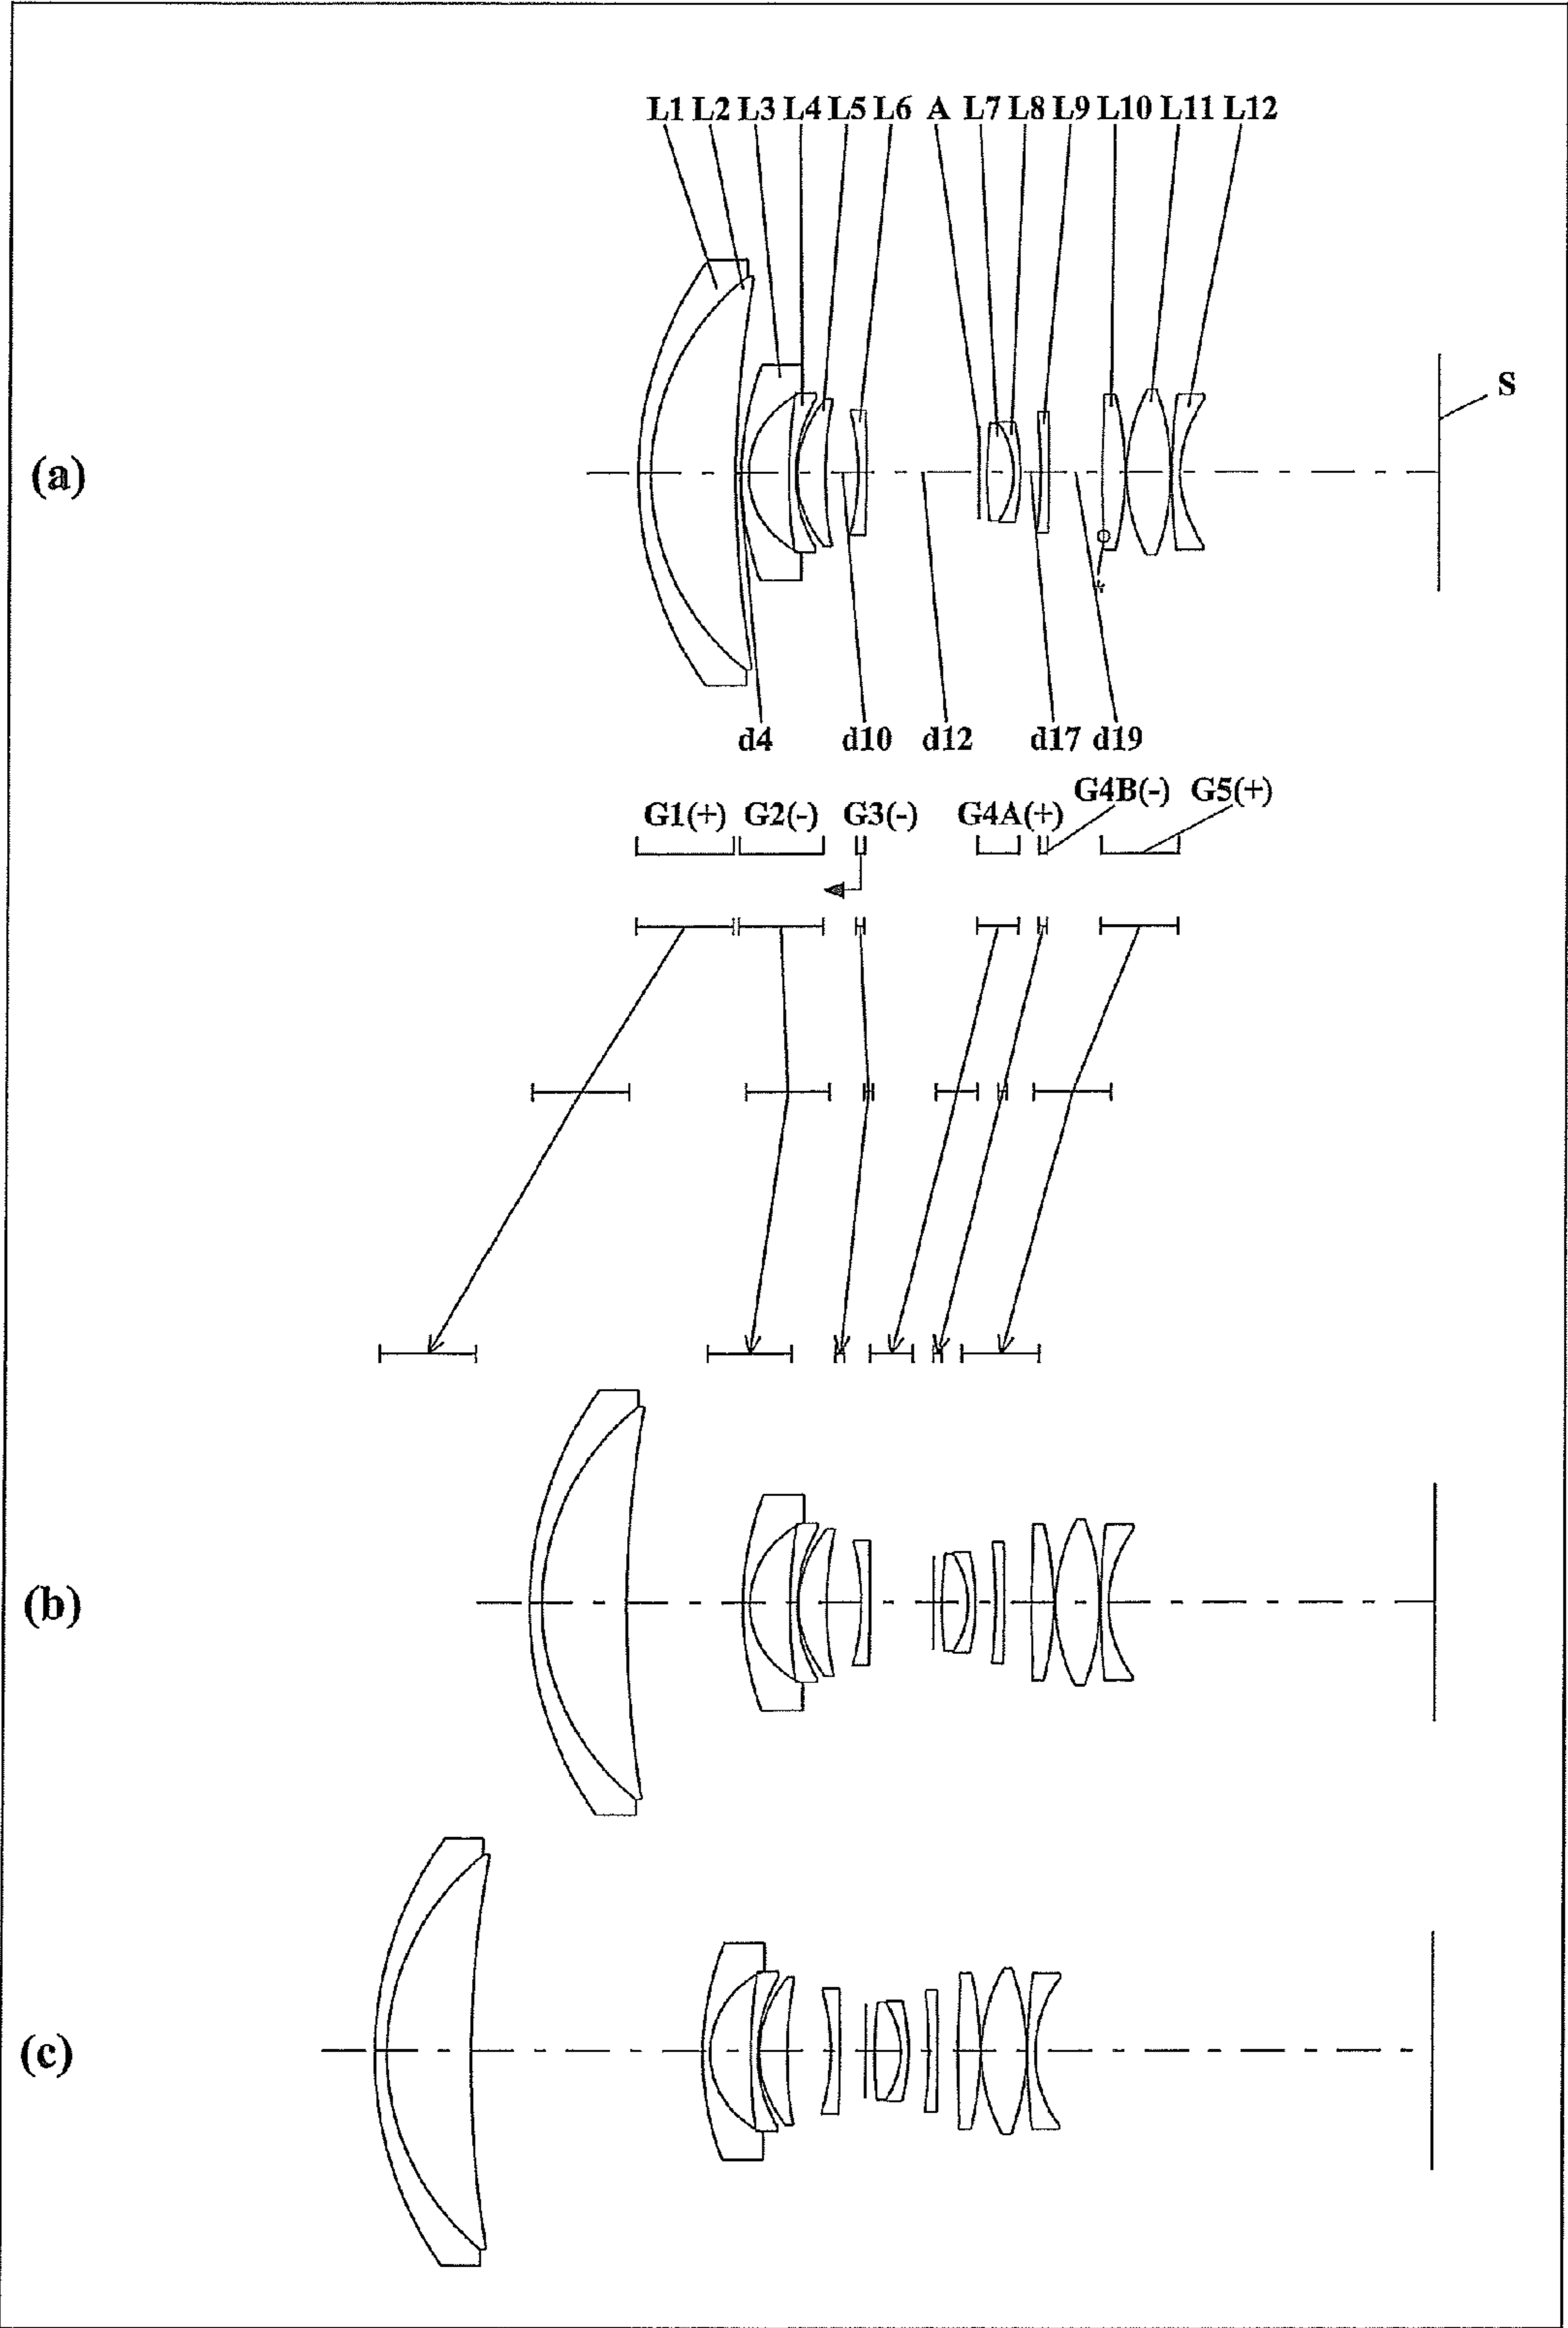 L1 L2 L3 L4 L5 L6 A L7 L8 L9 L10 L11 L12
S
(a)
*
d4 d10 d12 d17 d19
G4B(-) G5(+)
G1(+) G2(-) G3(-) G4A(+)
(b)
(c)